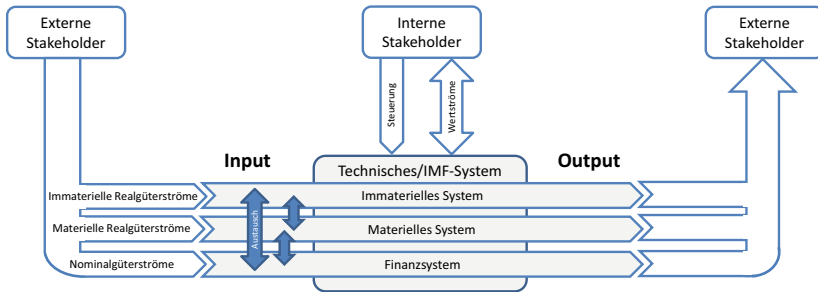 Externe
Stakeholder
Interne
Stakeholder
Externe
Stakeholder
Steuerung
Wertströme
Input
Output
Technisches/IMF-System
Immaterielle Realgüterströme
Immaterielles System
Austausch
Materielle Realgüterströme
Materielles System
Nominalgüterströme
Finanzsystem